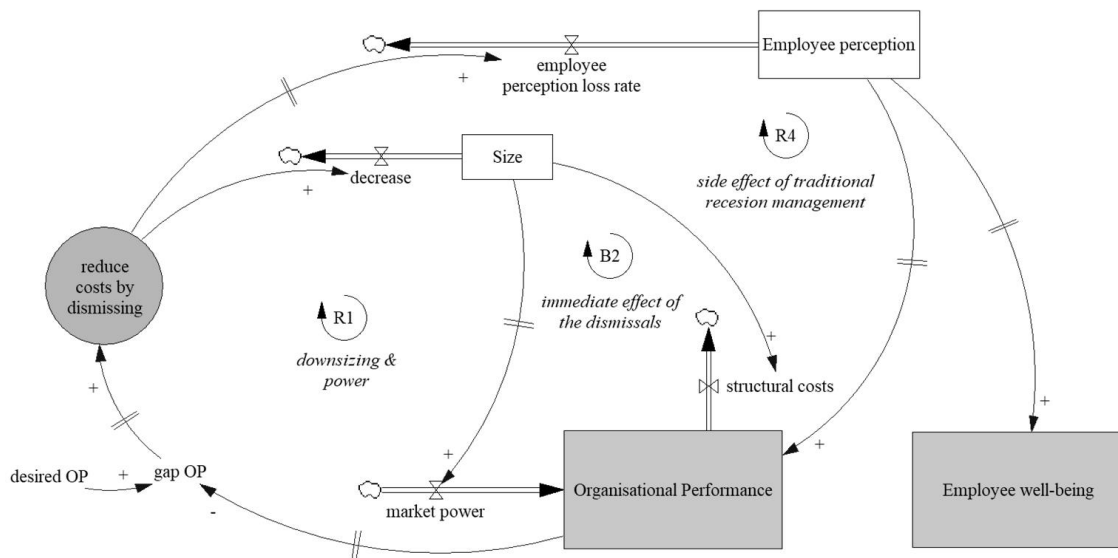 Employee perception
+
employee
perception loss rate
R4
Size
decrease
+
side effect of traditional
recesion management
reduce
costs by
dismissing
B2
immediate effect of
the dismissals
R1
downsizing &
power
+
structural costs
+
+
+
+
desired OP
+
gap OP
-
market power
Organisational Performance
Employee well-being